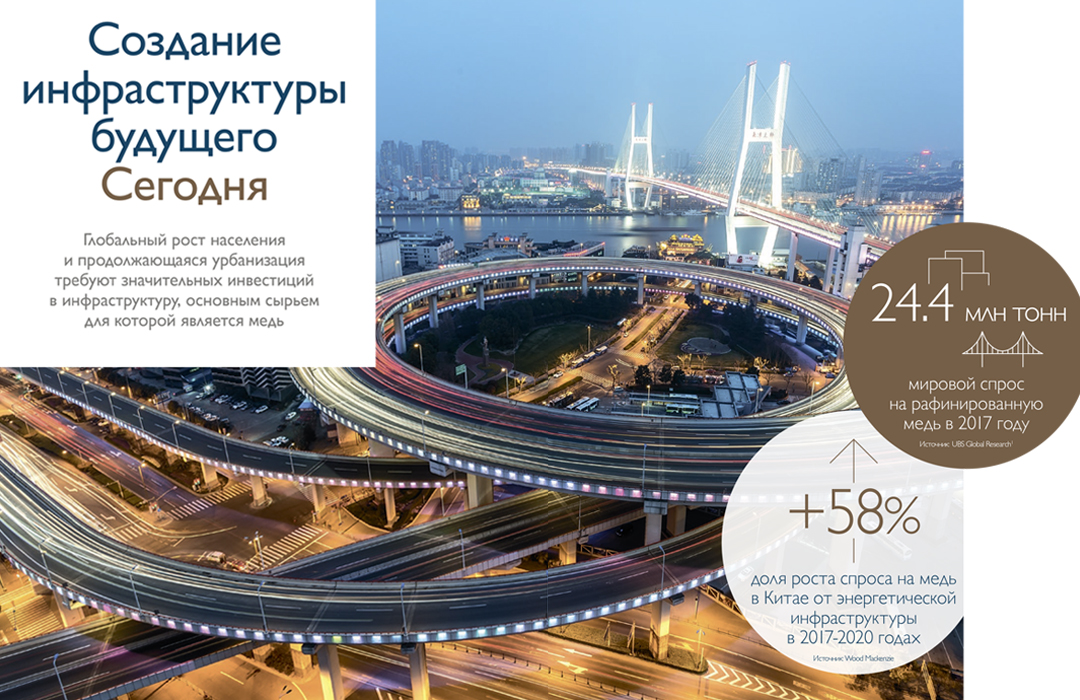 Создание
инфраструктуры
будущего
Сегодня
Глобальный рост населения
и продолжающаяся урбанизация
требуют значительных инвестиций
в инфраструктуру, основным сырьем
для которой является медь
24.4 млн тонн
мировой спрос
на рафинированную
медь в 2017 году
Источник: UBS Global Research¹
+58%
доля роста спроса на медь
в Китае от энергетической
инфраструктуры
в 2017-2020 годах
Источник: Wood Mackenzie